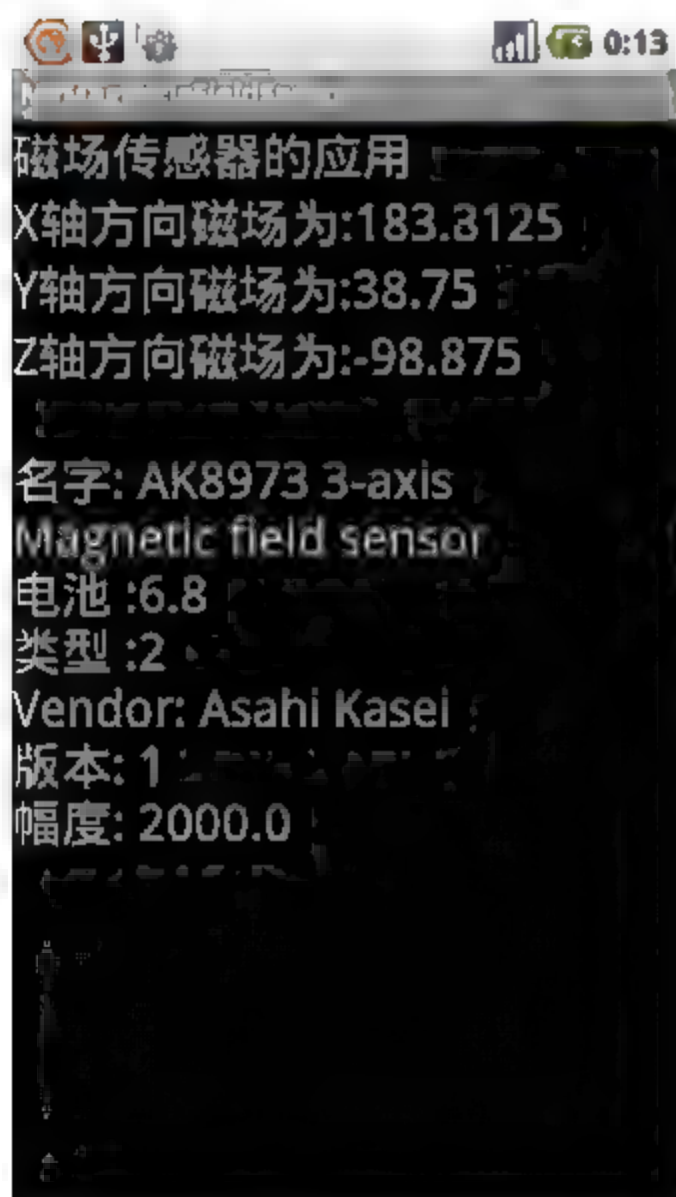 0:13
磁场传感器的应用
X轴方向磁场为:183.3125
Y轴方向磁场为:38.75
Z轴方向磁场为:-98.875
名字: AK8973 3-axis
Magnetic field sensor
电池 :6.8
类型 :2
Vendor: Asahi Kasei
版本: 1
幅度: 2000.0